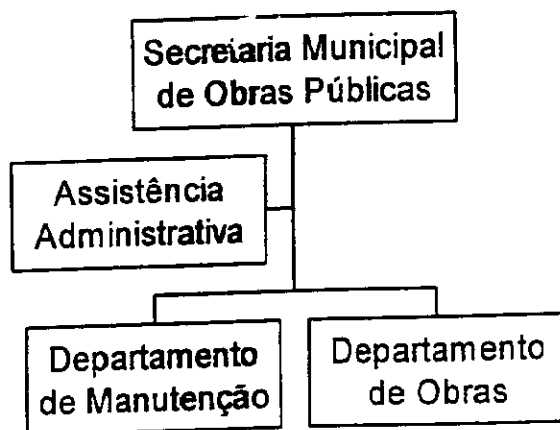 Secretaria Municipal
de Obras Públicas
Assistência
Administrativa
Departamento
de Manutenção
Departamento
de Obras